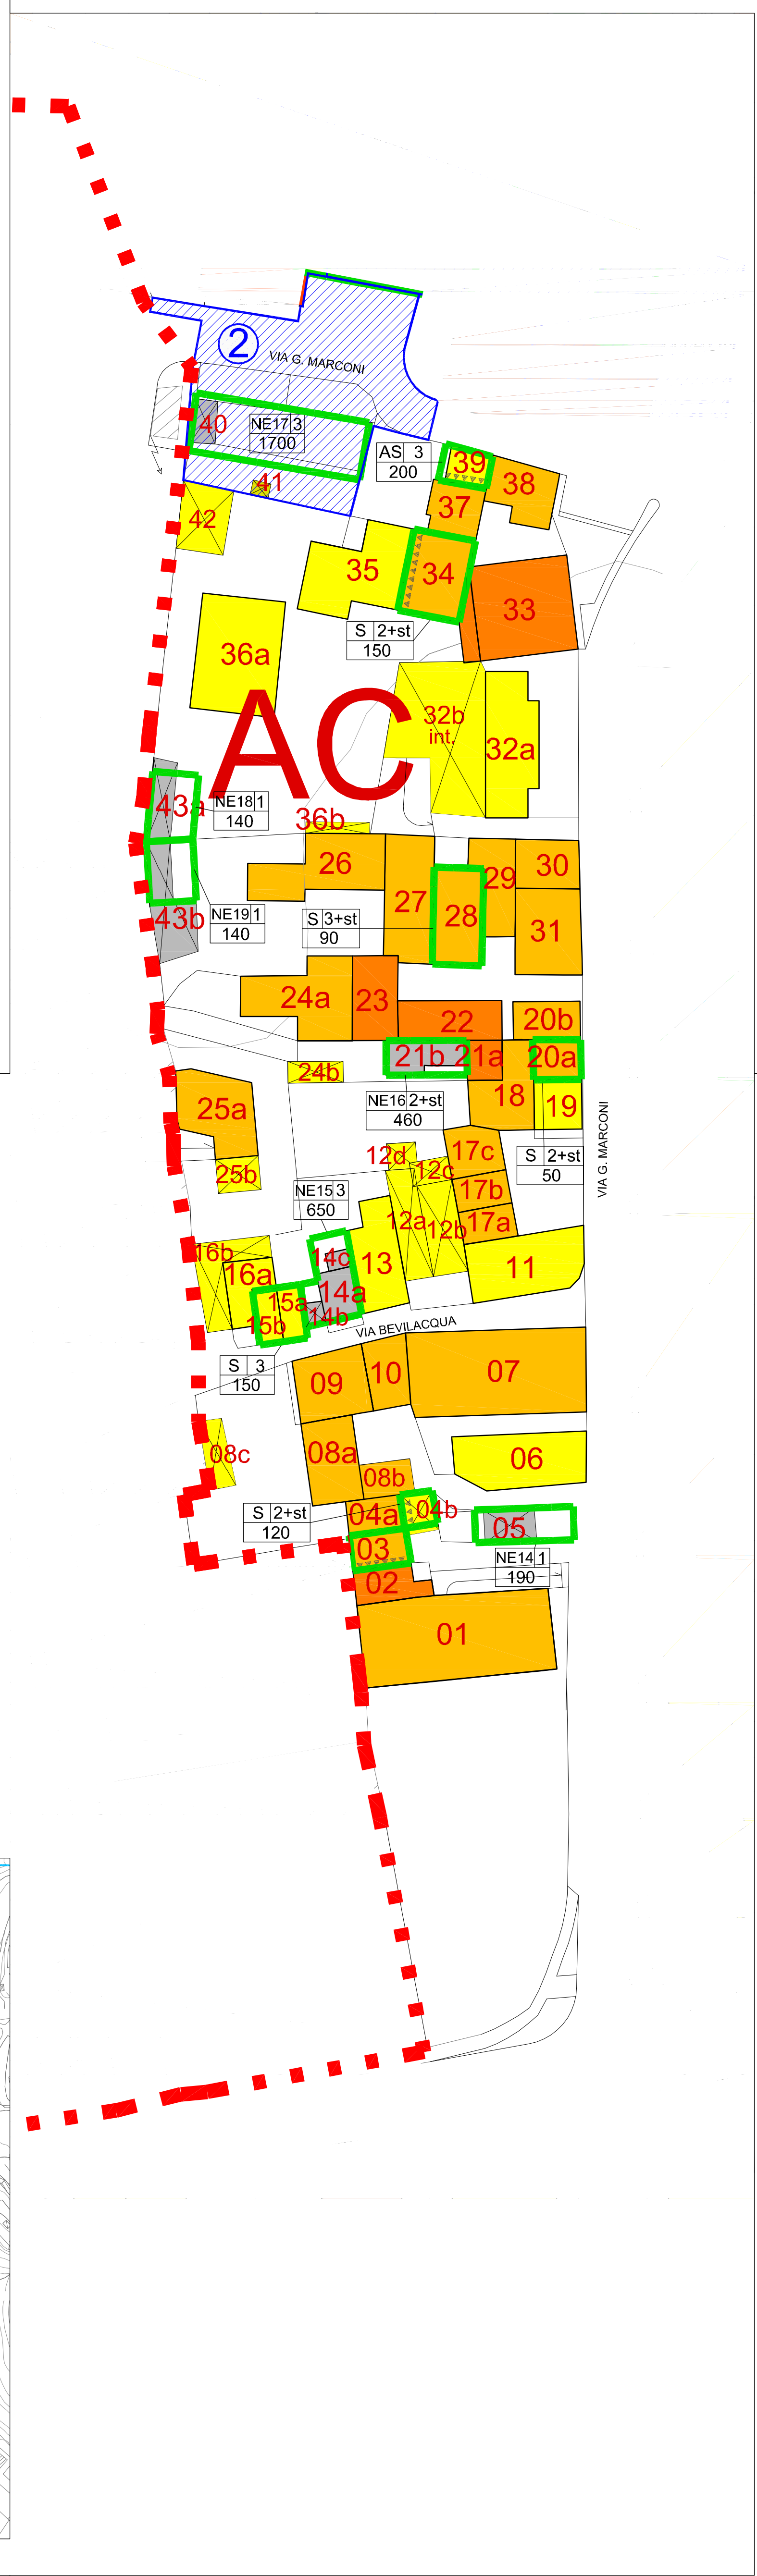 2
VIA G. MARCONI
40
NE17 3
1700
41
42
AS 3
200
39
38
37
35
34
33
S 2+st
150
36a
AC
32b
int.
32a
43a
NE18 1
140
36b
26
29
30
27
28
31
43b
NE19 1
140
S 3+st
90
24a
23
22
20b
21b
21a
20a
24b
NE16 2+st
460
18
19
25a
S 2+st
50
VIA G. MARCONI
12d
17c
12c
25b
17b
NE15 3
650
12a
12b
17a
16b
14c
13
11
16a
14a
15a
14b
15b
VIA BEVILACQUA
S 3
150
09
10
07
08a
08c
06
08b
S 2+st
120
04a
04b
05
03
NE14 1
190
02
01